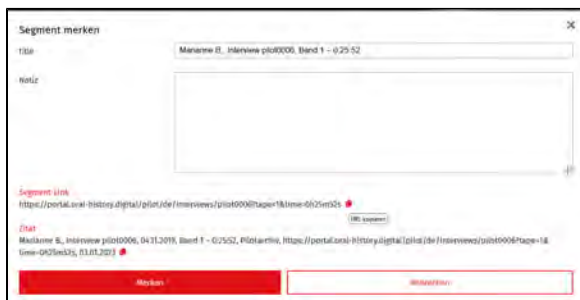 Segment merken
×
Title
Marianne B., Interview pilot0006, Band 1 – 0:25:52
Notiz
Segment Link
https://portal.oral-history.digital/pilot/de/interviews/pilot0006?tape=1&time=0h25m52s
URL kopieren
Zitat
Marianne B., Interview pilot0006, 04.11.2019, Band 1 – 0:25:52, Pilotarchiv, https://portal.oral-history.digital/pilot/de/interviews/pilot0006?tape=1&
time=0h25m52s, 03.01.2023
Merken
Abbrechen